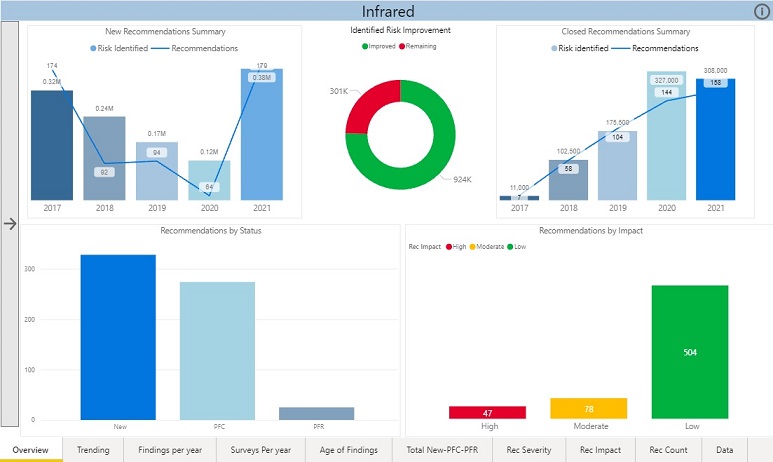 Infrared
New Recommendations Summary
Risk Identified Recommendations
174
0.32M
0.24M
92
0.17M
94
0.12M
64
179
0.38M
2017 2018 2019 2020 2021
Identified Risk Improvement
Improved Remaining
301K
924K
Closed Recommendations Summary
Risk identified Recommendations
11,000
7
102,500
58
175,500
104
327,000
144
308,000
158
2017 2018 2019 2020 2021
Recommendations by Status
300
200
100
0
New PFC PFR
Recommendations by Impact
Rec Impact High Moderate Low
47
78
504
High Moderate Low
Overview Trending Findings per year Surveys Per year Age of Findings Total New-PFC-PFR Rec Severity Rec Impact Rec Count Data